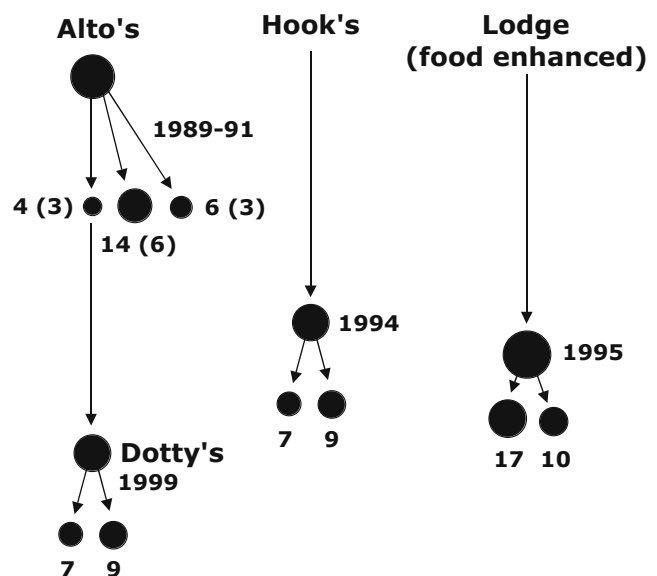 Alto's
Hook's
Lodge
(food enhanced)
1989-91
4 (3)
6 (3)
14 (6)
1994
1995
7
9
17
10
Dotty's
1999
7
9